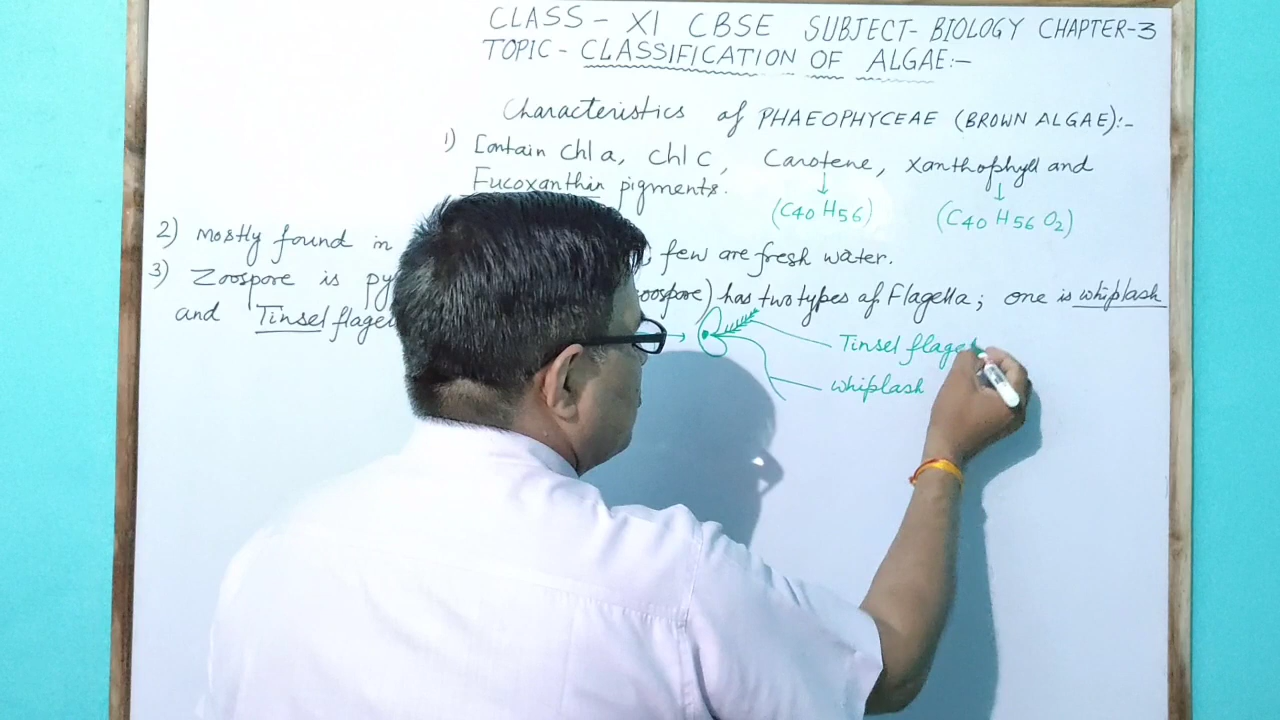 CLASS - XI CBSE SUBJECT- BIOLOGY CHAPTER-3
TOPIC - CLASSIFICATION OF ALGAE:-
Characteristics of PHAEOPHYCEAE (BROWN ALGAE):-
1) Contain chl a, chl c, Carotene, Xanthophyll and
Fucoxanthin pigments.
(C40 H56) (C40 H56 O2)
2) mostly found in , few are fresh water.
3) Zoospore is has two types of Flagella; one is whiplash
and Tinsel
Tinsel
whiplash